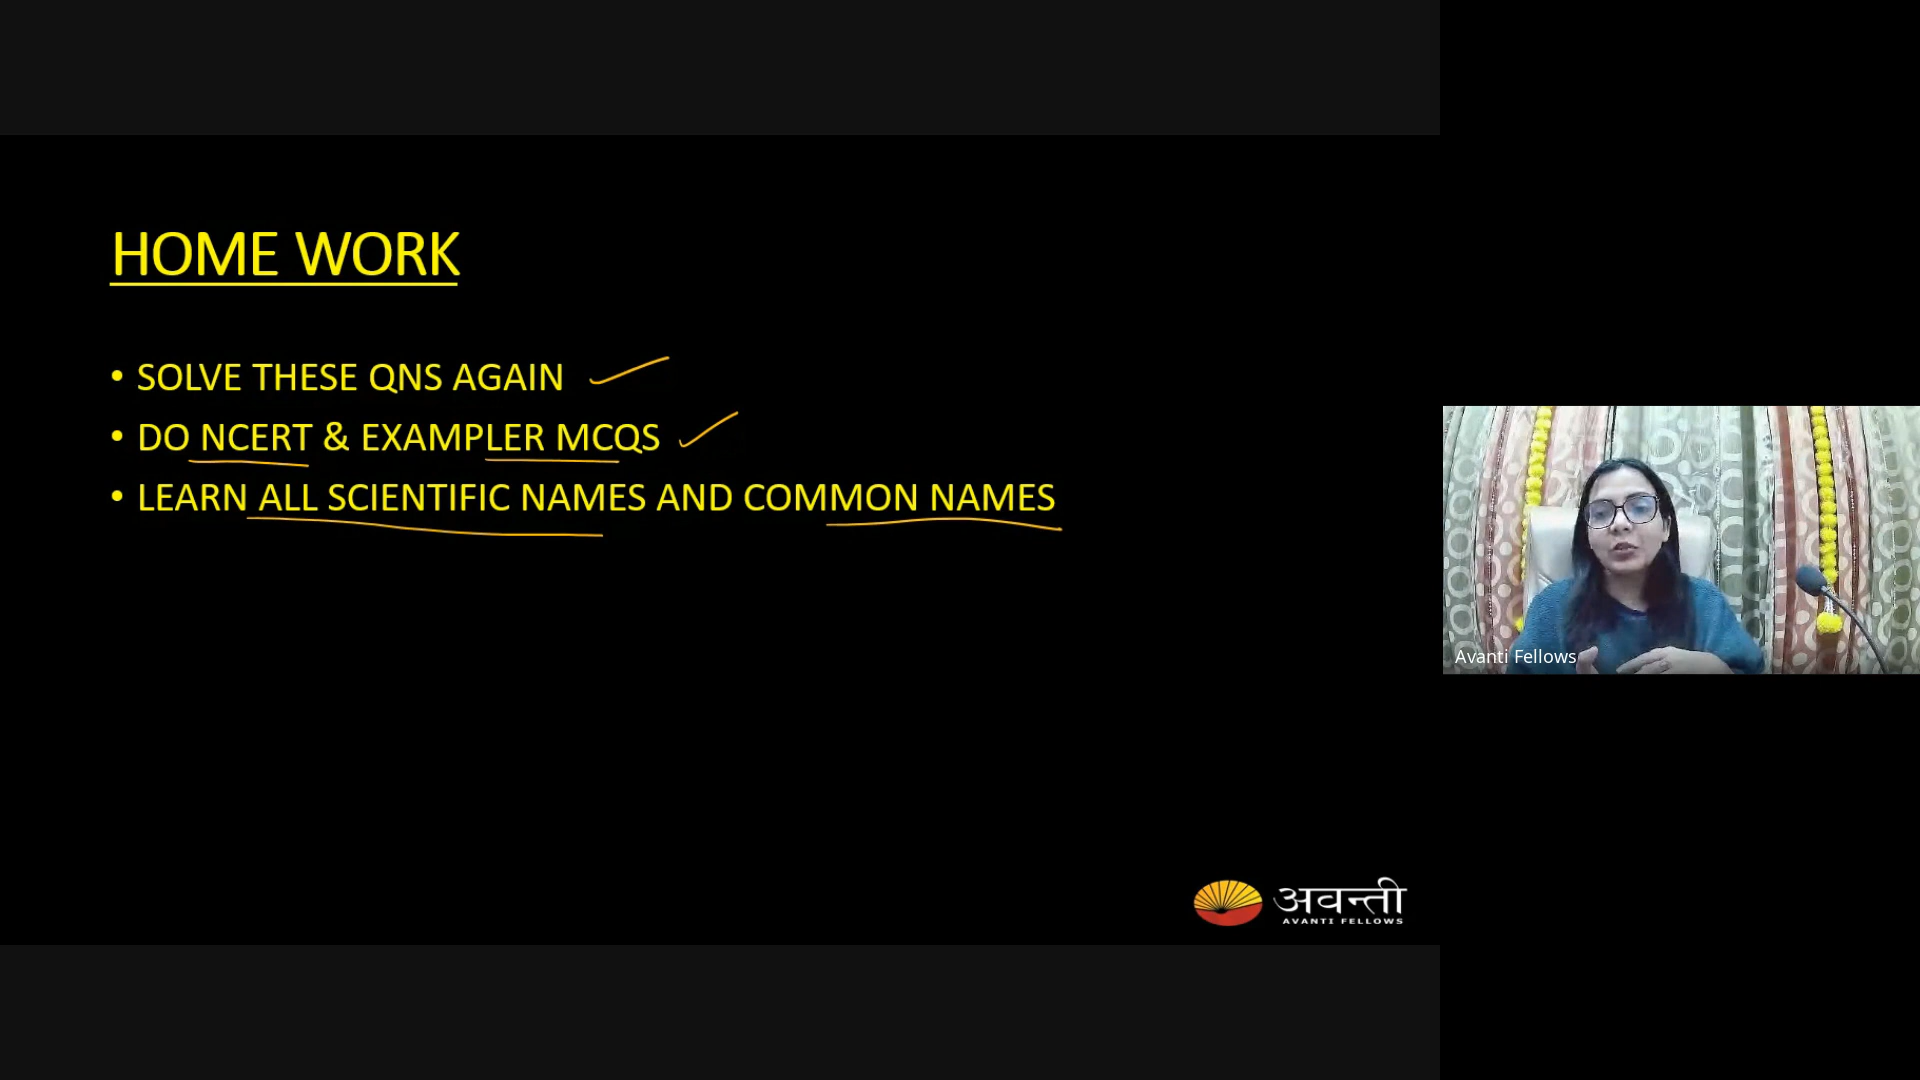 HOME WORK
• SOLVE THESE QNS AGAIN
• DO NCERT & EXAMPLER MCQS
• LEARN ALL SCIENTIFIC NAMES AND COMMON NAMES
Avanti Fellows
अवन्ती
AVANTI FELLOWS